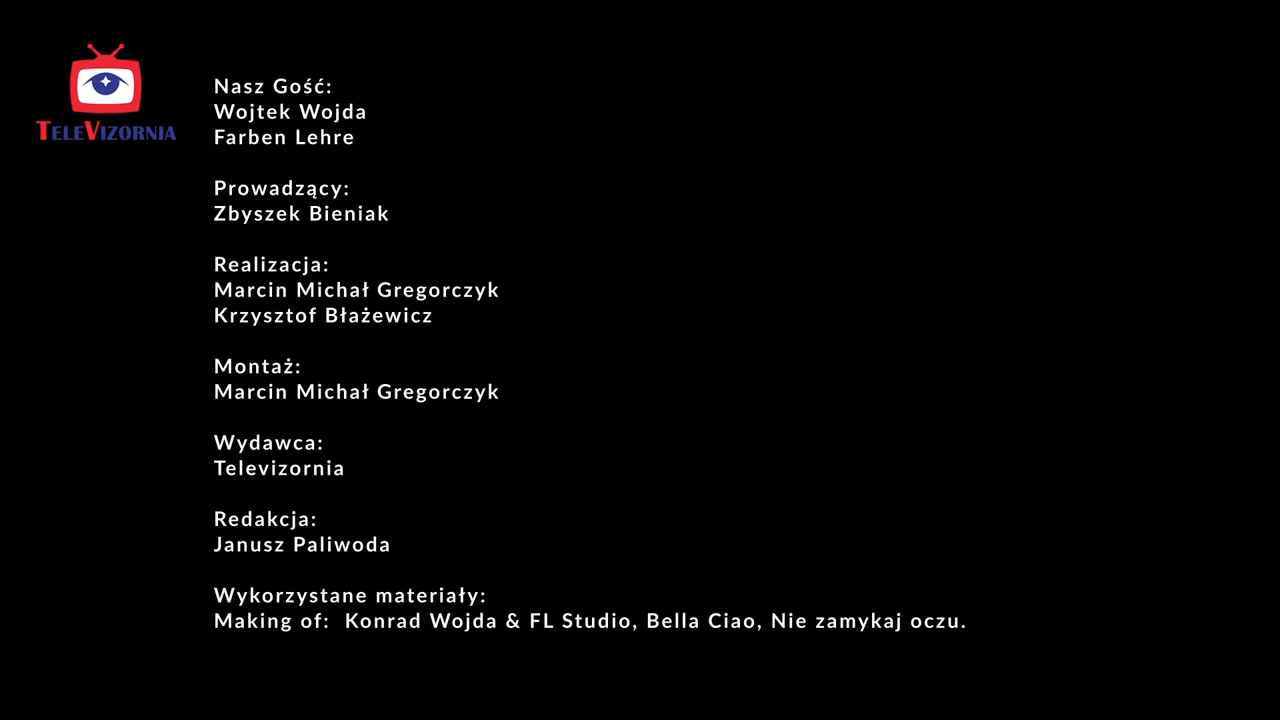 TELEVIZORNIA
Nasz Gość:
Wojtek Wojda
Farben Lehre
Prowadzący:
Zbyszek Bieniak
Realizacja:
Marcin Michał Gregorczyk
Krzysztof Błażewicz
Montaż:
Marcin Michał Gregorczyk
Wydawca:
Televizornia
Redakcja:
Janusz Paliwoda
Wykorzystane materiały:
Making of:  Konrad Wojda & FL Studio, Bella Ciao, Nie zamykaj oczu.